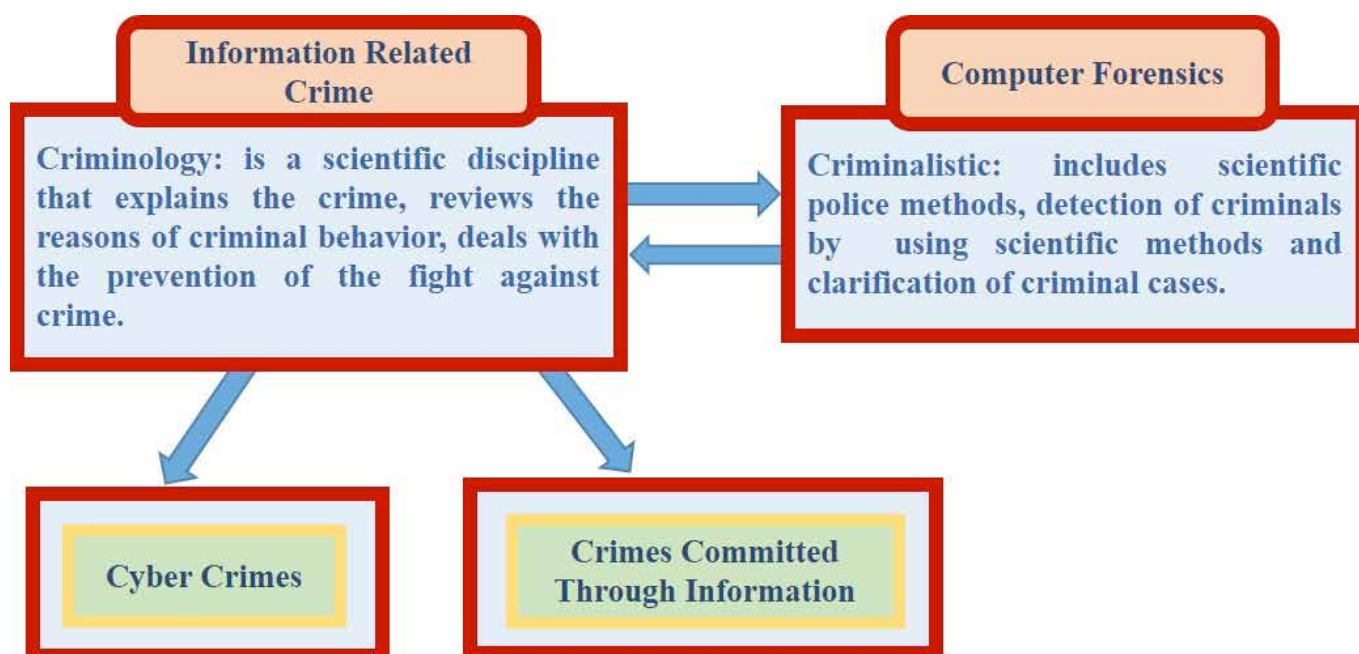 Information Related
Crime
Criminology: is a scientific discipline
that explains the crime, reviews the
reasons of criminal behavior, deals with
the prevention of the fight against
crime.
Computer Forensics
Criminalistic: includes scientific
police methods, detection of criminals
by using scientific methods and
clarification of criminal cases.
Cyber Crimes
Crimes Committed
Through Information